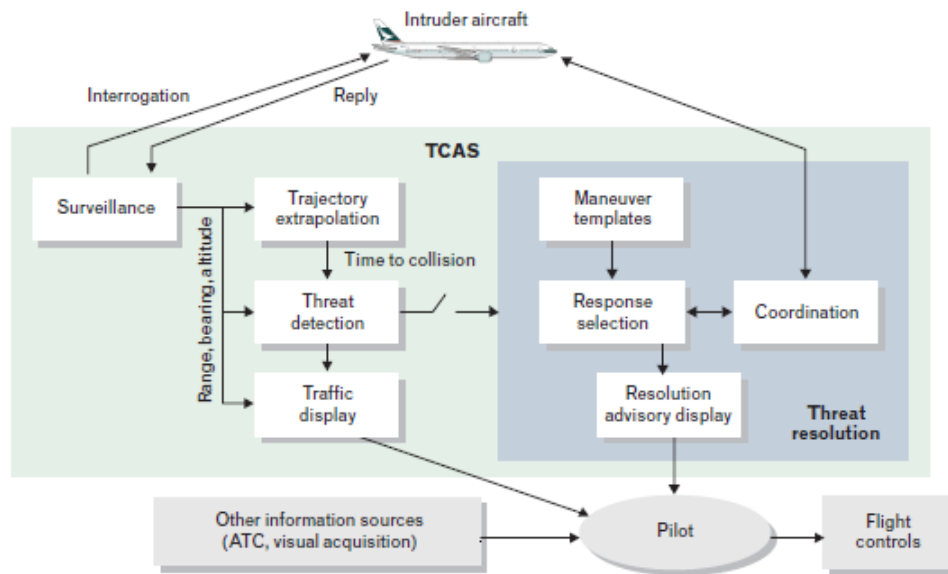 Intruder aircraft
Interrogation
Reply
TCAS
Surveillance
Trajectory
extrapolation
Maneuver
templates
Range, bearing, altitude
Time to collision
Threat
detection
Response
selection
Coordination
Traffic
display
Resolution
advisory display
Threat
resolution
Other information sources
(ATC, visual acquisition)
Pilot
Flight
controls